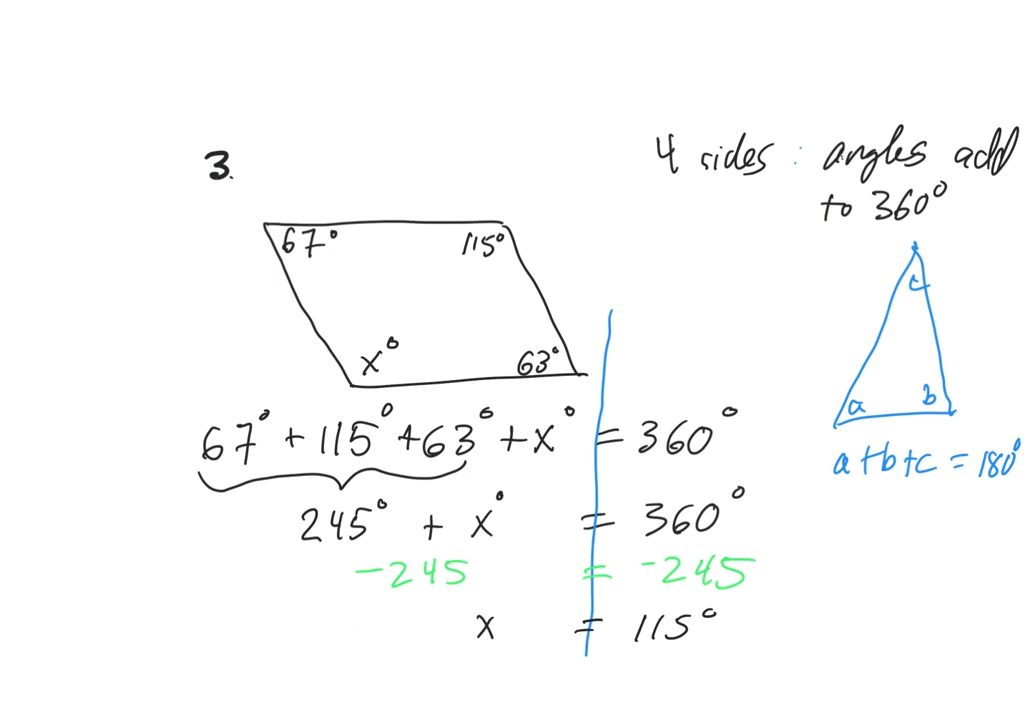 3.
4 sides : angles add
to 360°
67° 115°
x° 63°
c
a b
a+b+c = 180°
67° + 115° + 63° + x° = 360°
245° + x° = 360°
-245 = -245
x = 115°